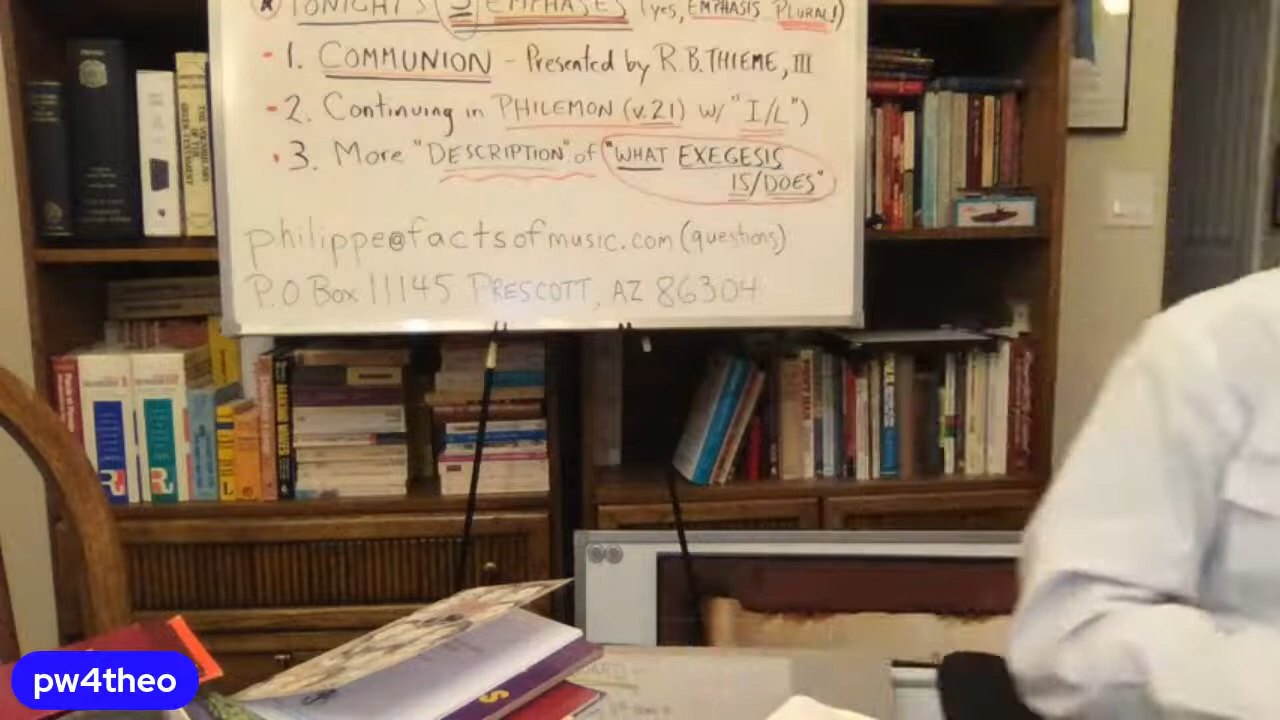 TONIGHT'S 3 EMPHASES (yes, EMPHASIS PLURAL!)
- 1. COMMUNION - Presented by R.B. THIEME, III
- 2. Continuing in PHILEMON (v.21) w/ "I/L")
• 3. More "DESCRIPTION" of "WHAT EXEGESIS
IS/DOES"
philippe@factsofmusic.com (questions)
P.O Box 11145 PRESCOTT, AZ 86304
pw4theo